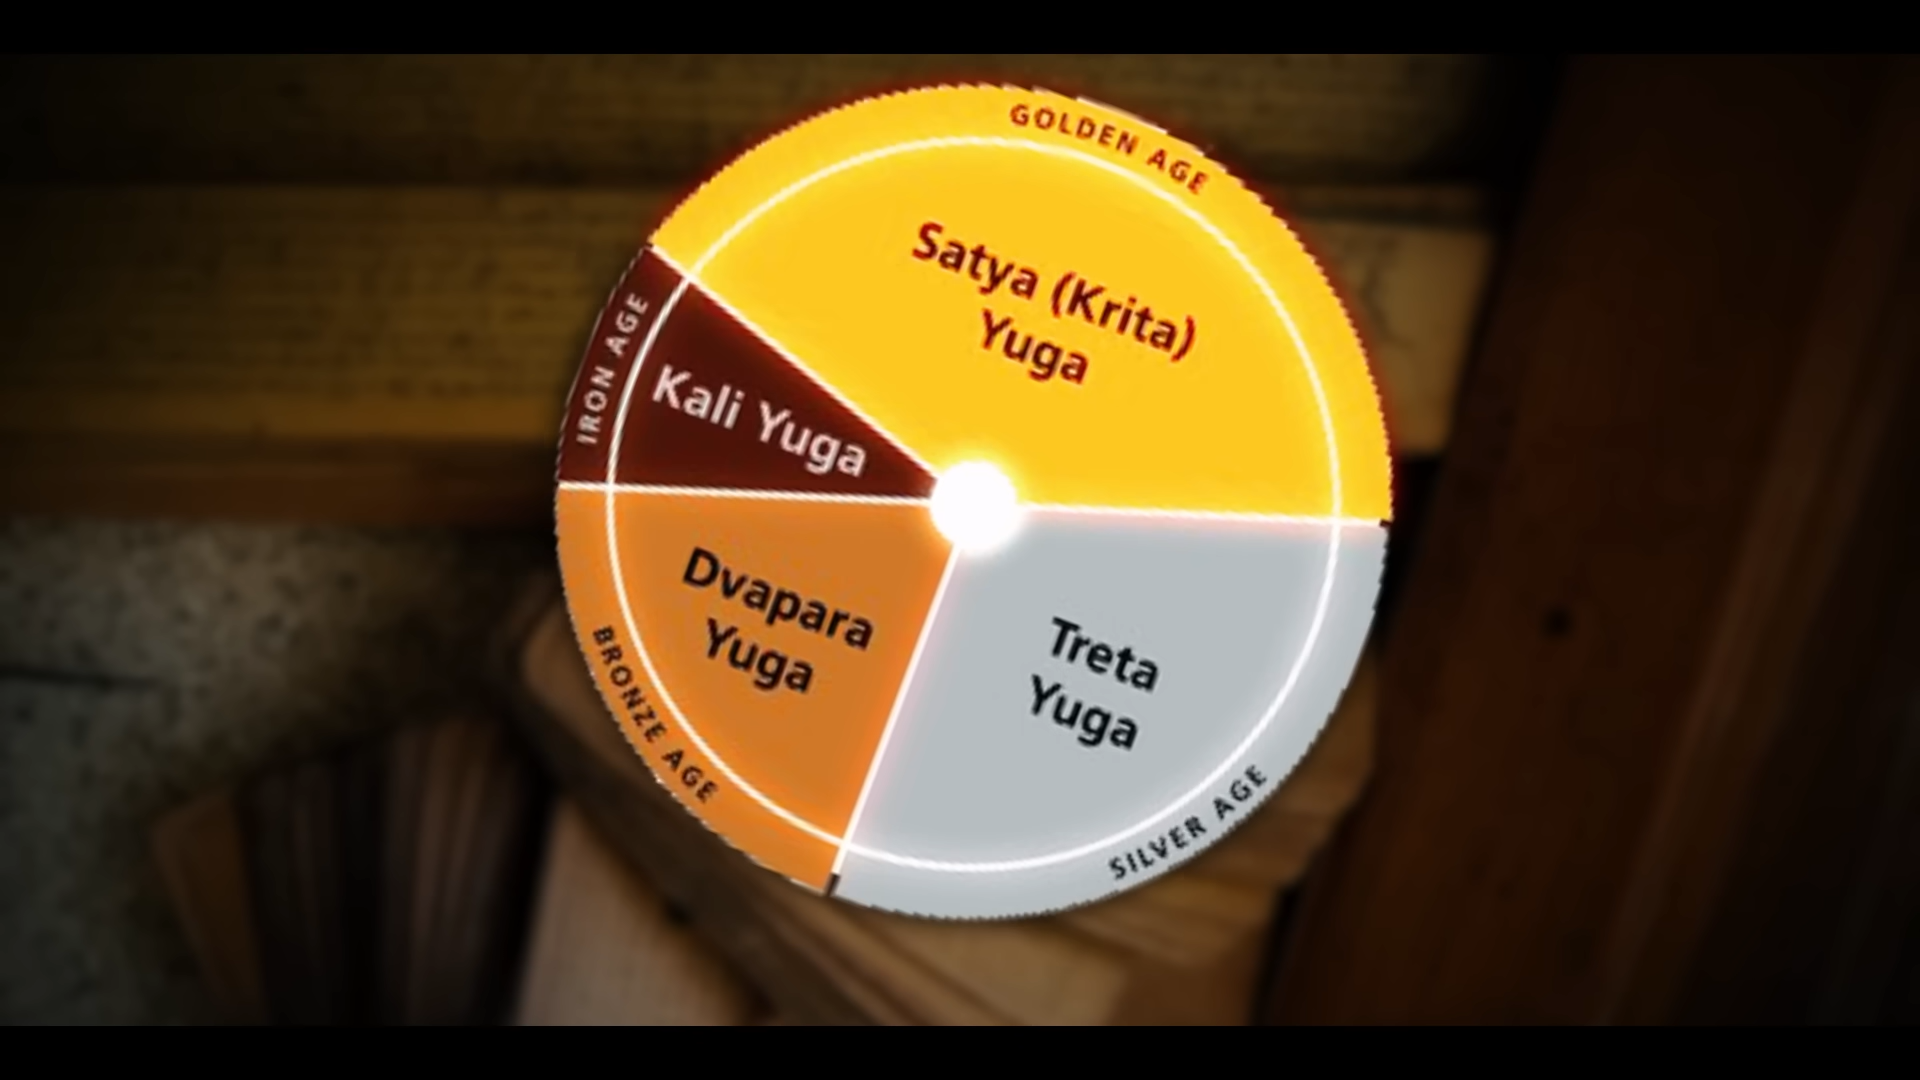 GOLDEN AGE
Satya (Krita)
Yuga
IRON AGE
Kali Yuga
Dvapara
Yuga
BRONZE AGE
Treta
Yuga
SILVER AGE